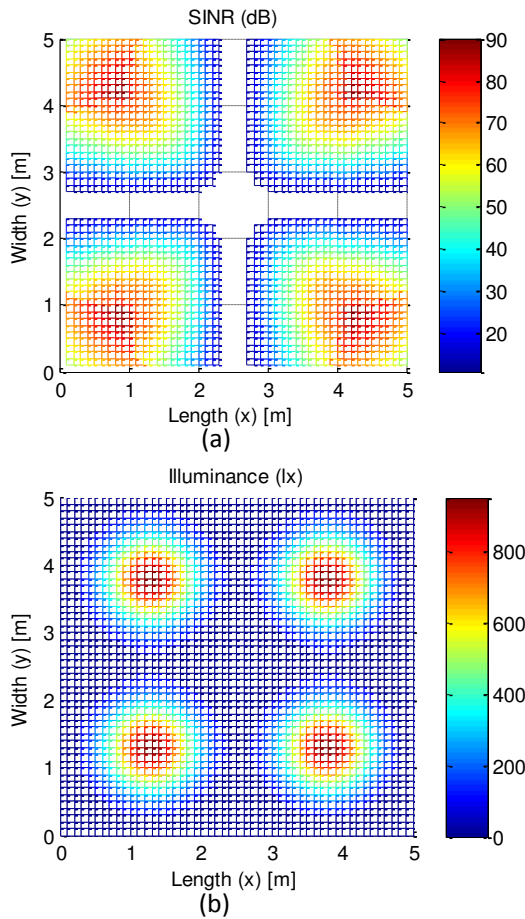 SINR (dB)
5
4
3
2
1
0
Width (y) [m]
0 1 2 3 4 5
Length (x) [m]
90
80
70
60
50
40
30
20
(a)
Illuminance (lx)
5
4
3
2
1
0
Width (y) [m]
0 1 2 3 4 5
Length (x) [m]
800
600
400
200
0
(b)